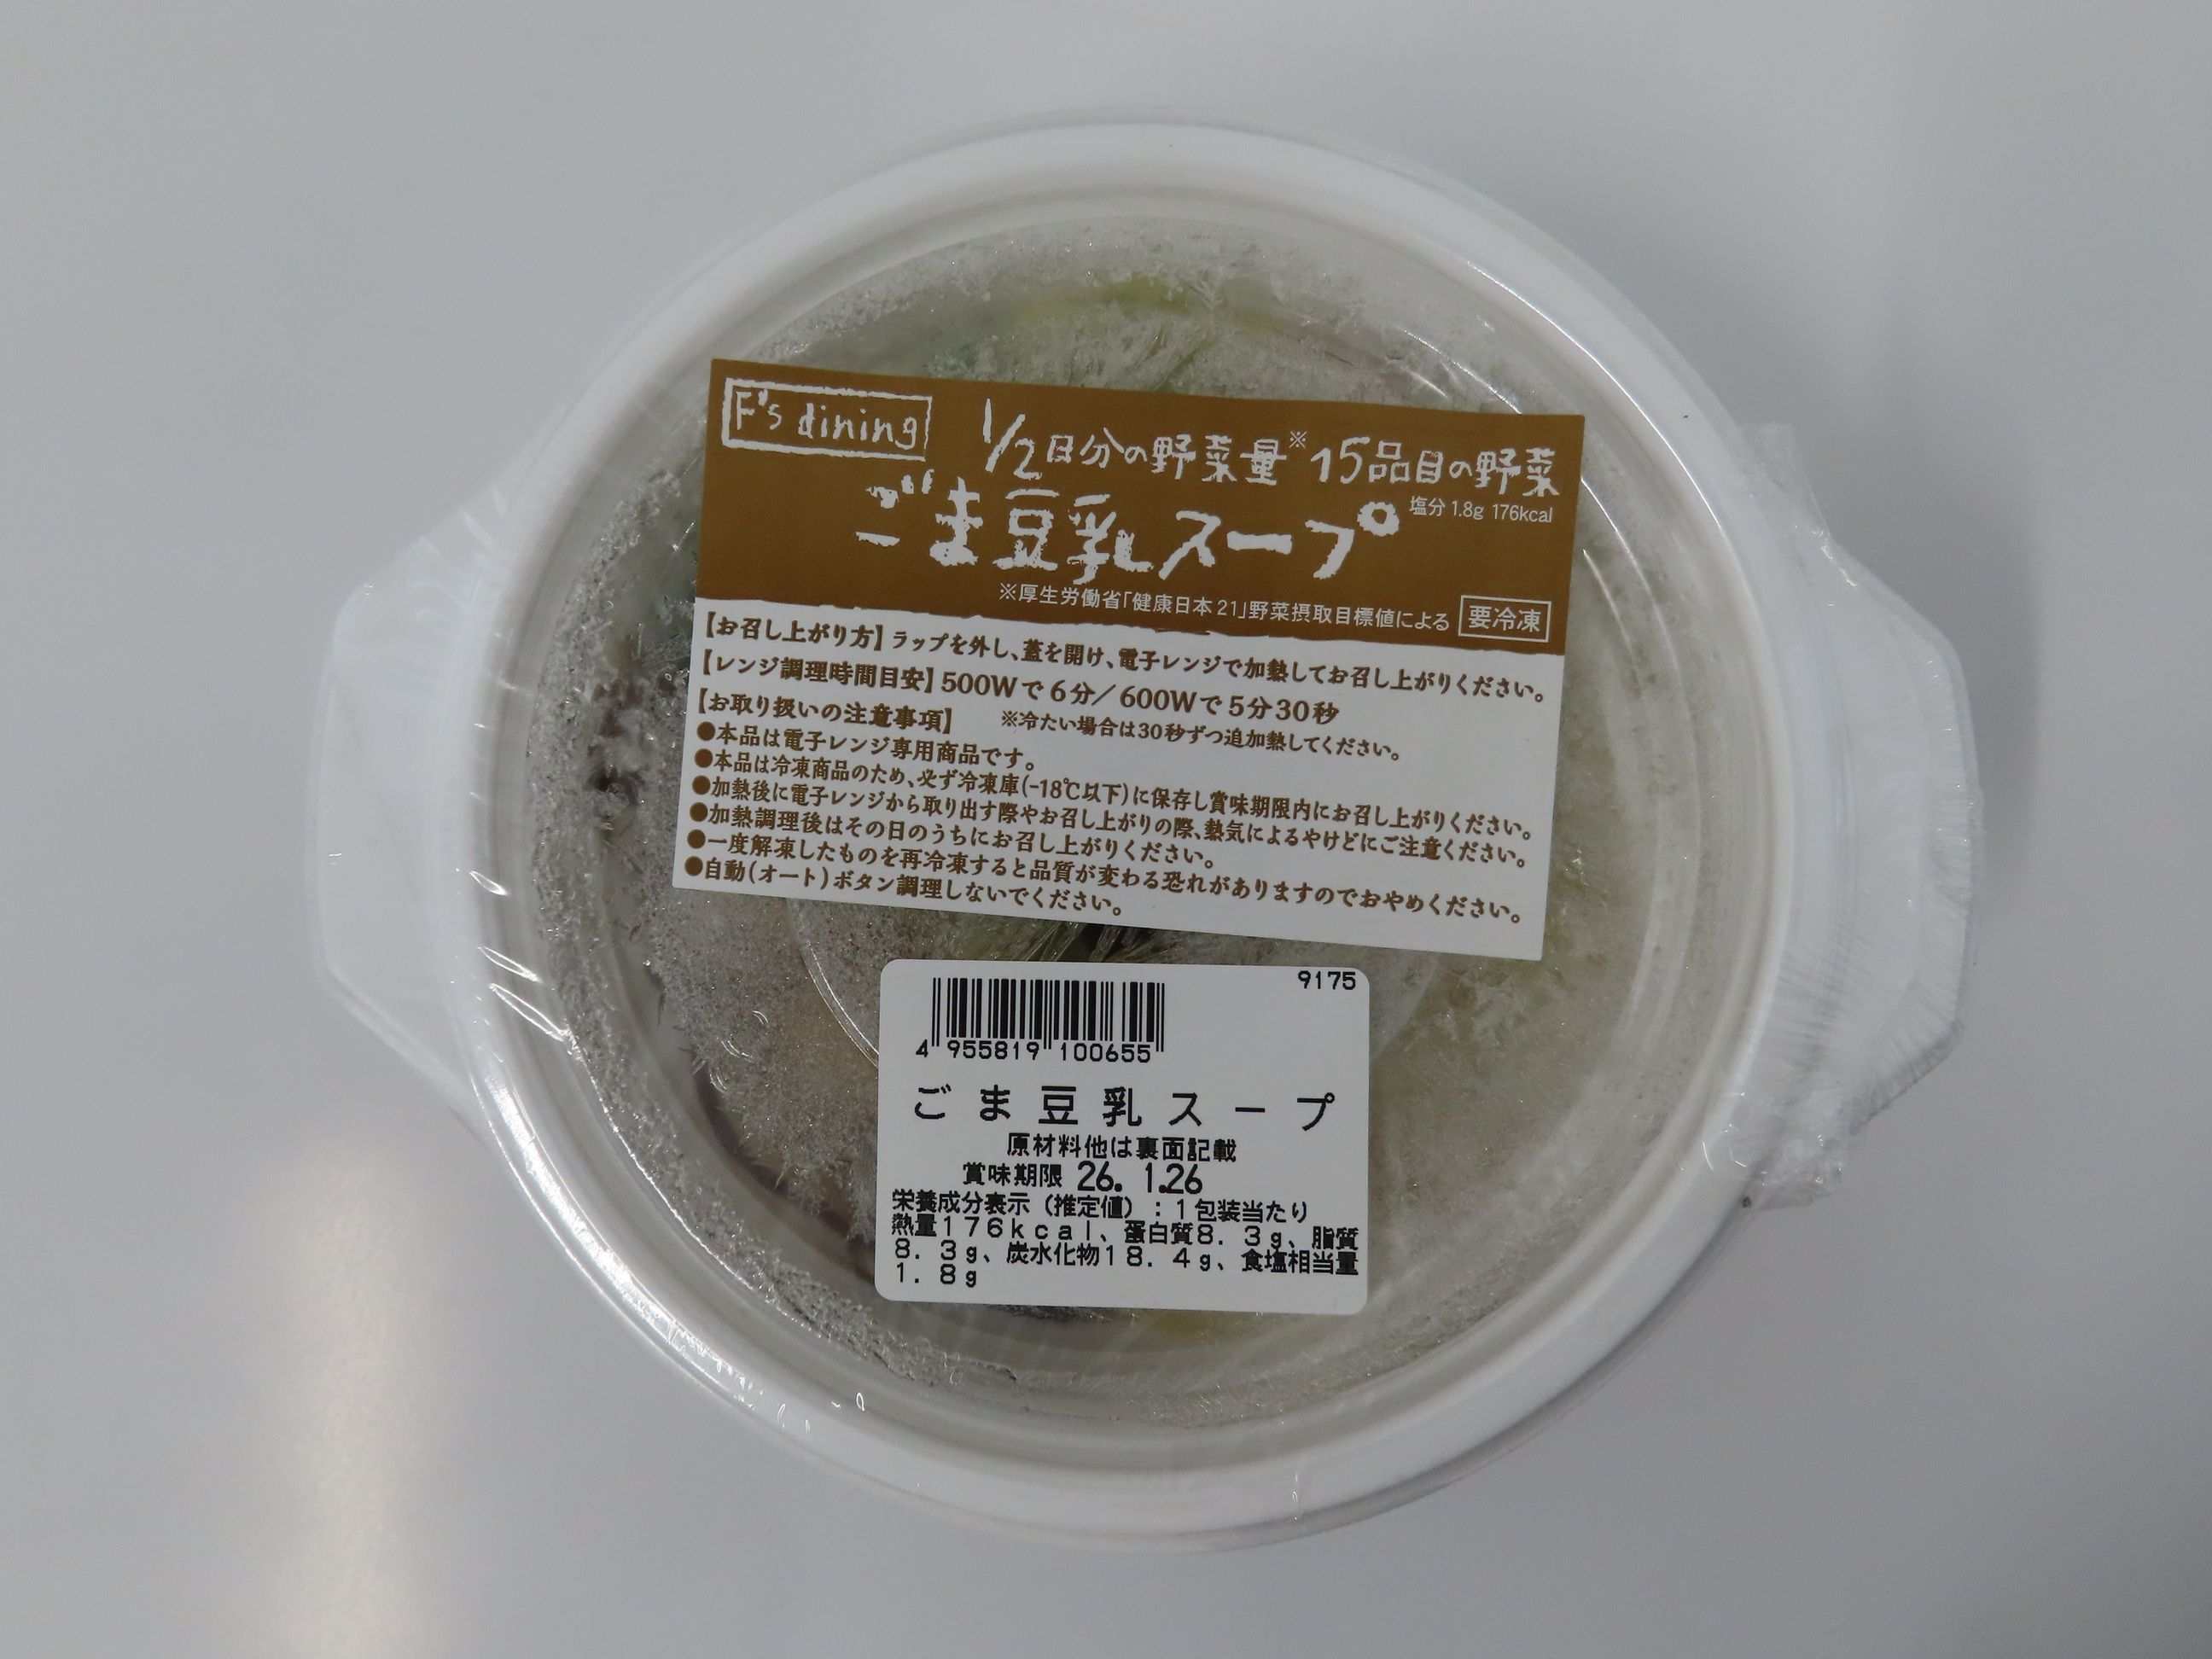 F's dining
1/2日分の野菜量※15品目の野菜
ごま豆乳スープ
塩分1.8g 176kcal
※厚生労働省「健康日本21」野菜摂取目標値による 要冷凍
【お召し上がり方】ラップを外し、蓋を開け、電子レンジで加熱してお召し上がりください。
【レンジ調理時間目安】500Wで6分/600Wで5分30秒
【お取り扱いの注意事項】 ※冷たい場合は30秒ずつ追加熱してください。
●本品は電子レンジ専用商品です。
●本品は冷凍商品のため、必ず冷凍庫(-18℃以下)に保存し賞味期限内にお召し上がりください。
●加熱後に電子レンジから取り出す際やお召し上がりの際、熱気によるやけどにご注意ください。
●加熱調理後はその日のうちにお召し上がりください。
●一度解凍したものを再冷凍すると品質が変わる恐れがありますのでおやめください。
●自動(オート)ボタン調理しないでください。
9175
4 955819 100655
ごま豆乳スープ
原材料他は裏面記載
賞味期限 26. 1.26
栄養成分表示(推定値):1包装当たり
熱量176kcal、蛋白質8.3g、脂質
8.3g、炭水化物18.4g、食塩相当量
1.8g